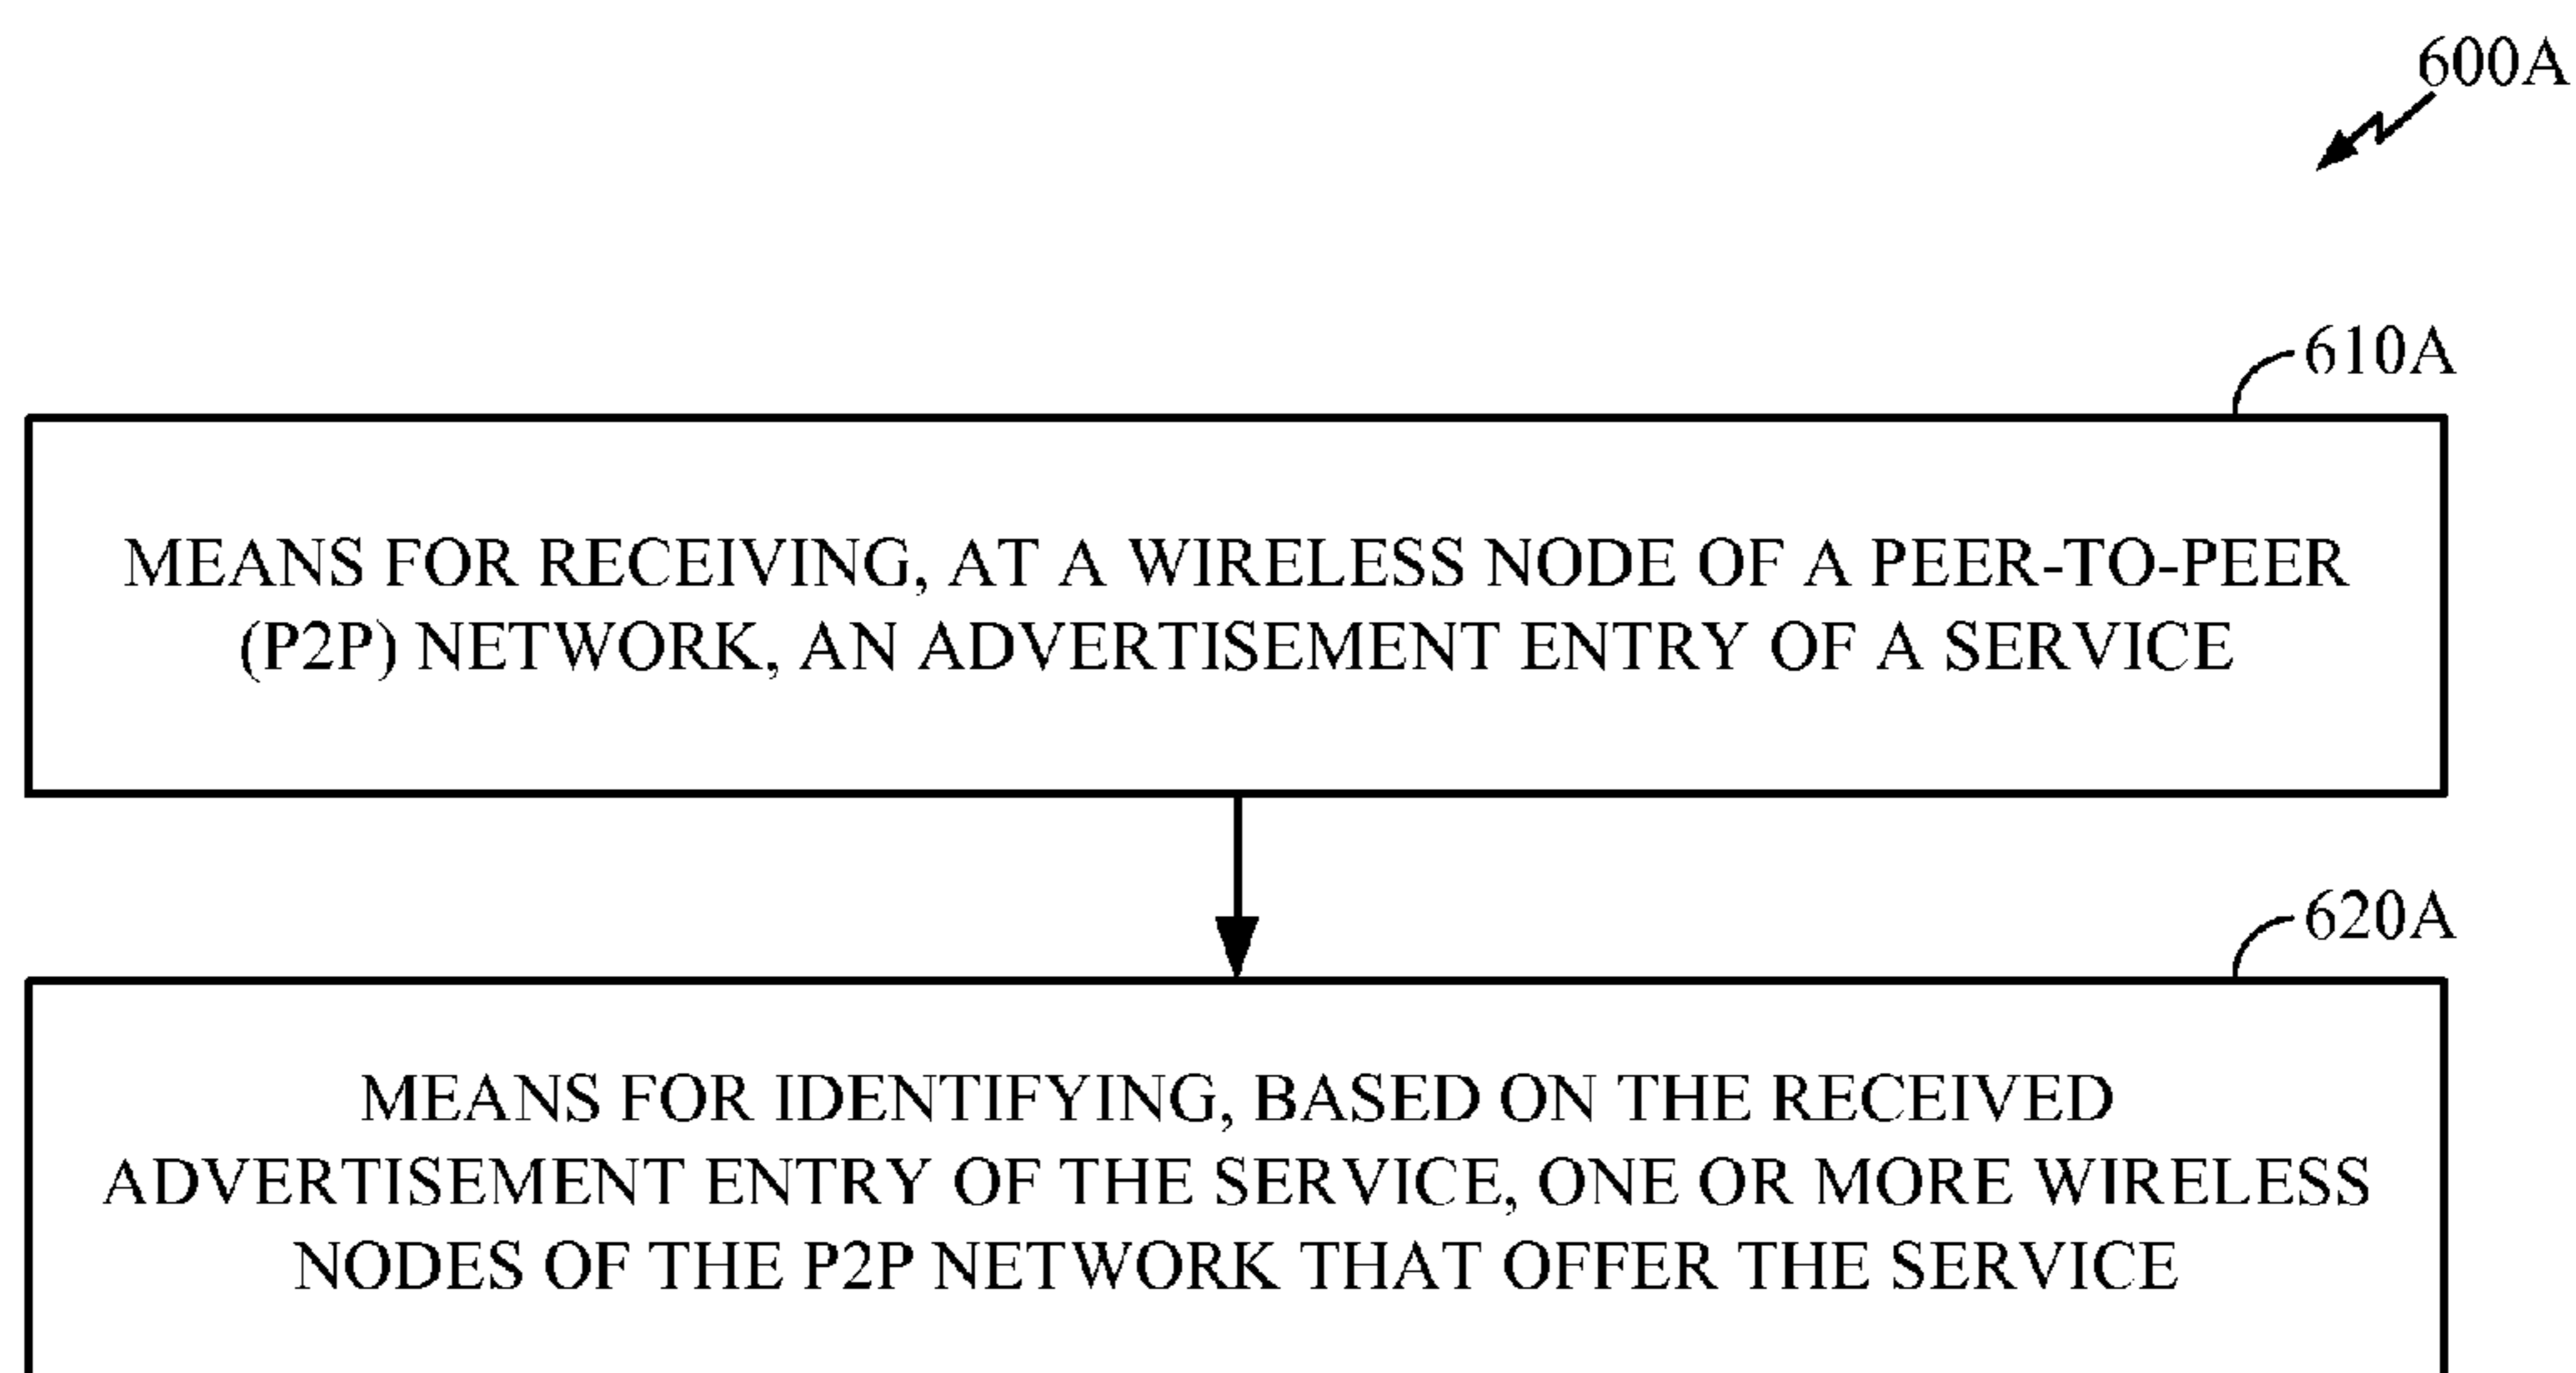 600A
610A
MEANS FOR RECEIVING, AT A WIRELESS NODE OF A PEER-TO-PEER
(P2P) NETWORK, AN ADVERTISEMENT ENTRY OF A SERVICE
620A
MEANS FOR IDENTIFYING, BASED ON THE RECEIVED
ADVERTISEMENT ENTRY OF THE SERVICE, ONE OR MORE WIRELESS
NODES OF THE P2P NETWORK THAT OFFER THE SERVICE